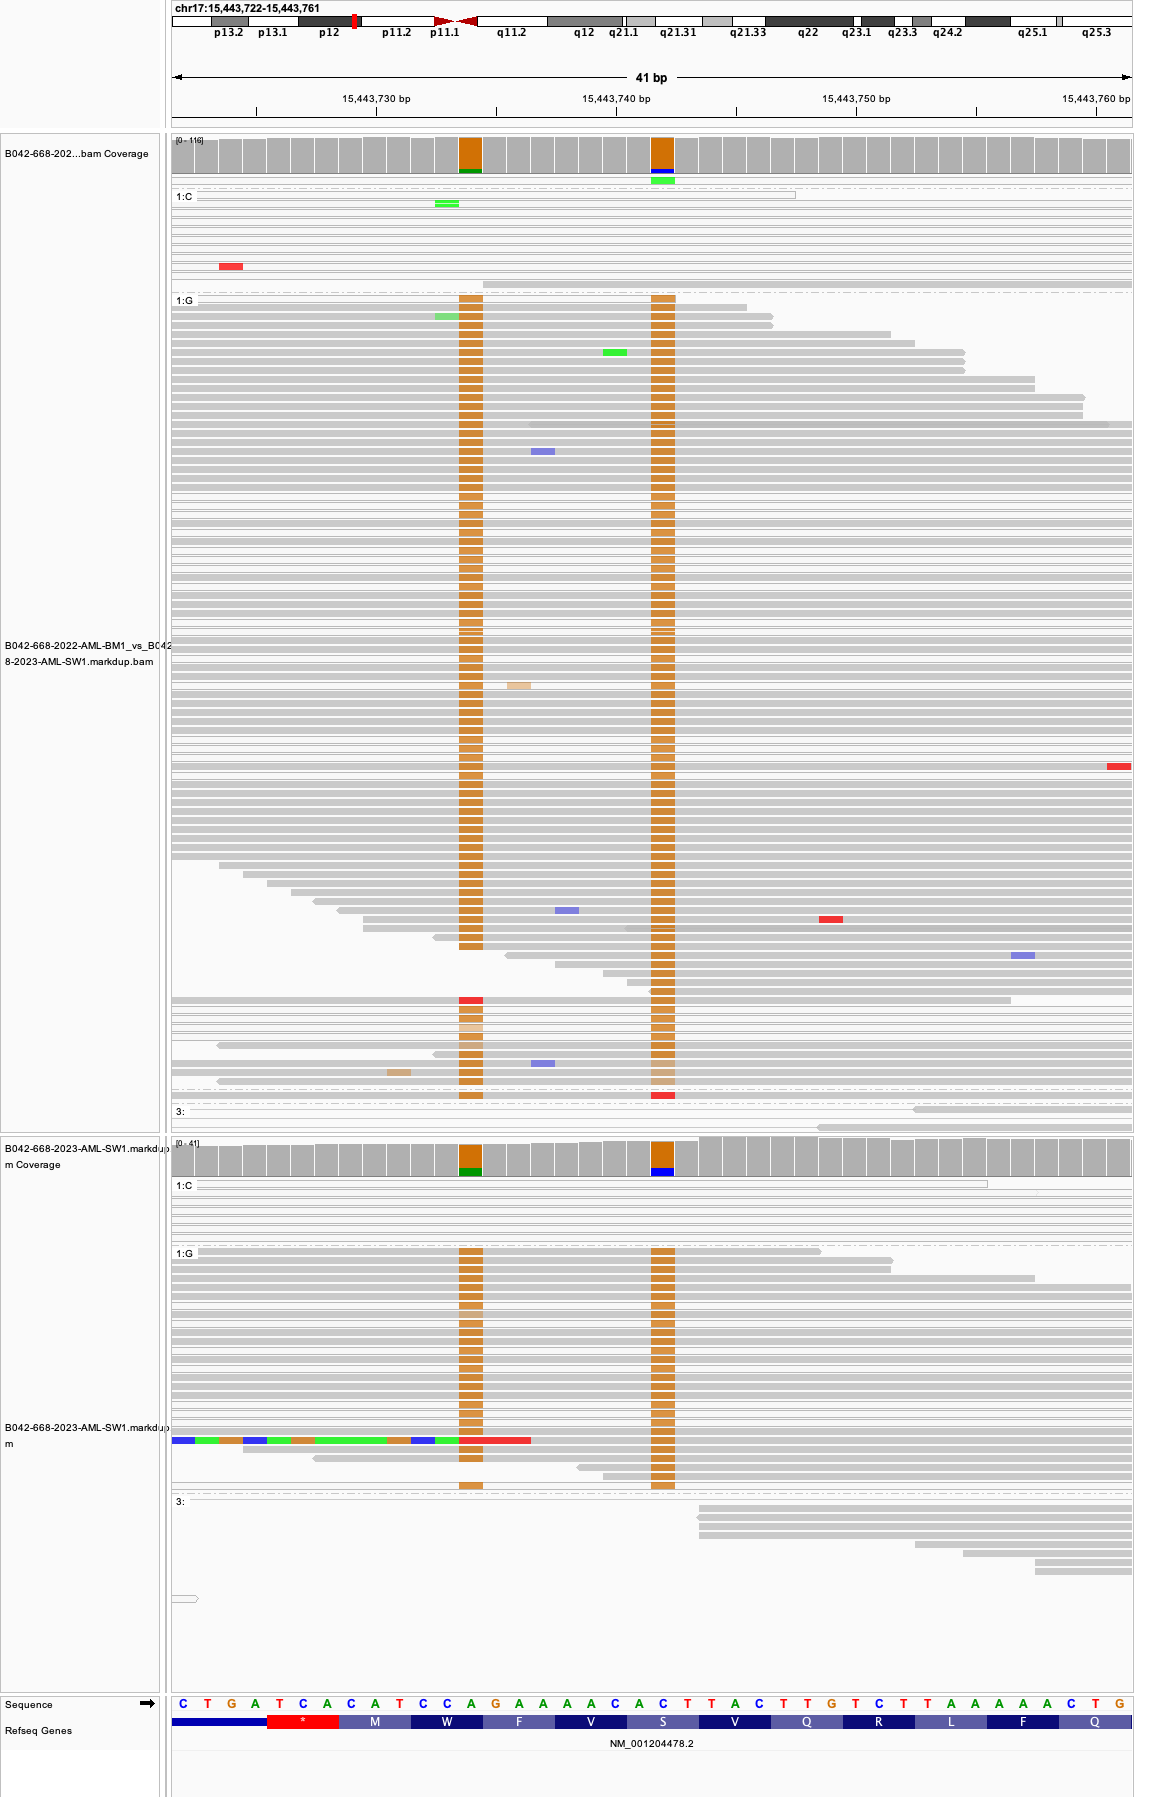 chr17:15,443,722-15,443,761
p13.2 p13.1 p12 p11.2 p11.1 q11.2 q12 q21.1 q21.31 q21.33 q22 q23.1 q23.3 q24.2 q25.1 q25.3
41 bp
15,443,730 bp 15,443,740 bp 15,443,750 bp 15,443,760 bp
B042-668-202...bam Coverage
[0 - 116]
1:C
1:G
B042-668-2022-AML-BM1_vs_B042
8-2023-AML-SW1.markdup.bam
3:
B042-668-2023-AML-SW1.markdup
m Coverage
[0 - 41]
1:C
1:G
B042-668-2023-AML-SW1.markdup
m
3:
Sequence
C T G A T C A C A T C C A G A A A A C A C T T A C T T G T C T T A A A A A C T G
Refseq Genes
* M W F V S V Q R L F Q
NM_001204478.2